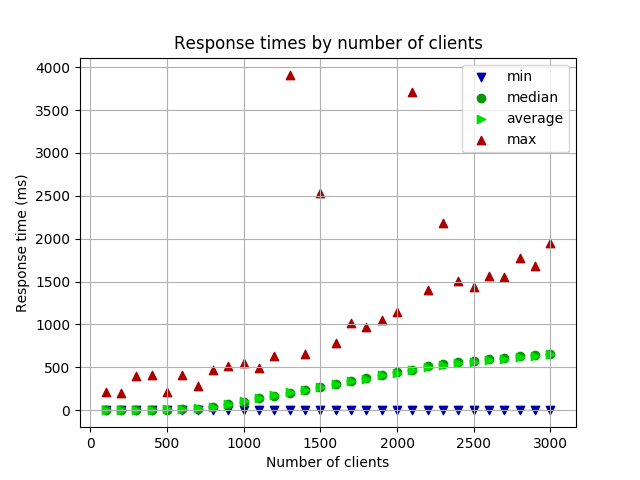 Response times by number of clients
min
median
average
max
4000
3500
3000
2500
2000
1500
1000
500
0
Response time (ms)
0 500 1000 1500 2000 2500 3000
Number of clients